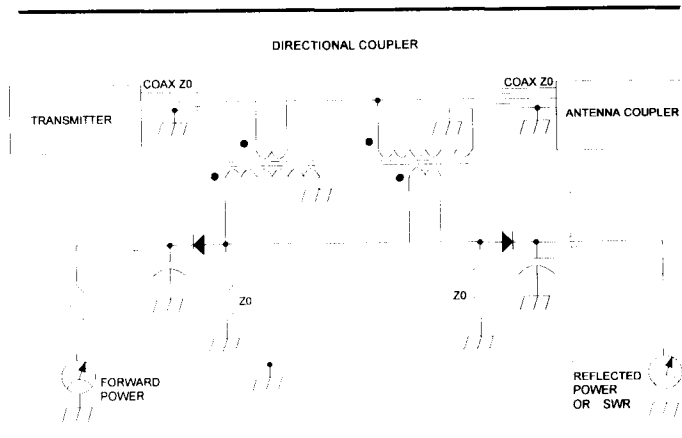 DIRECTIONAL COUPLER
COAX Z0
COAX Z0
TRANSMITTER
ANTENNA COUPLER
Z0
Z0
FORWARD
POWER
REFLECTED
POWER
OR SWR